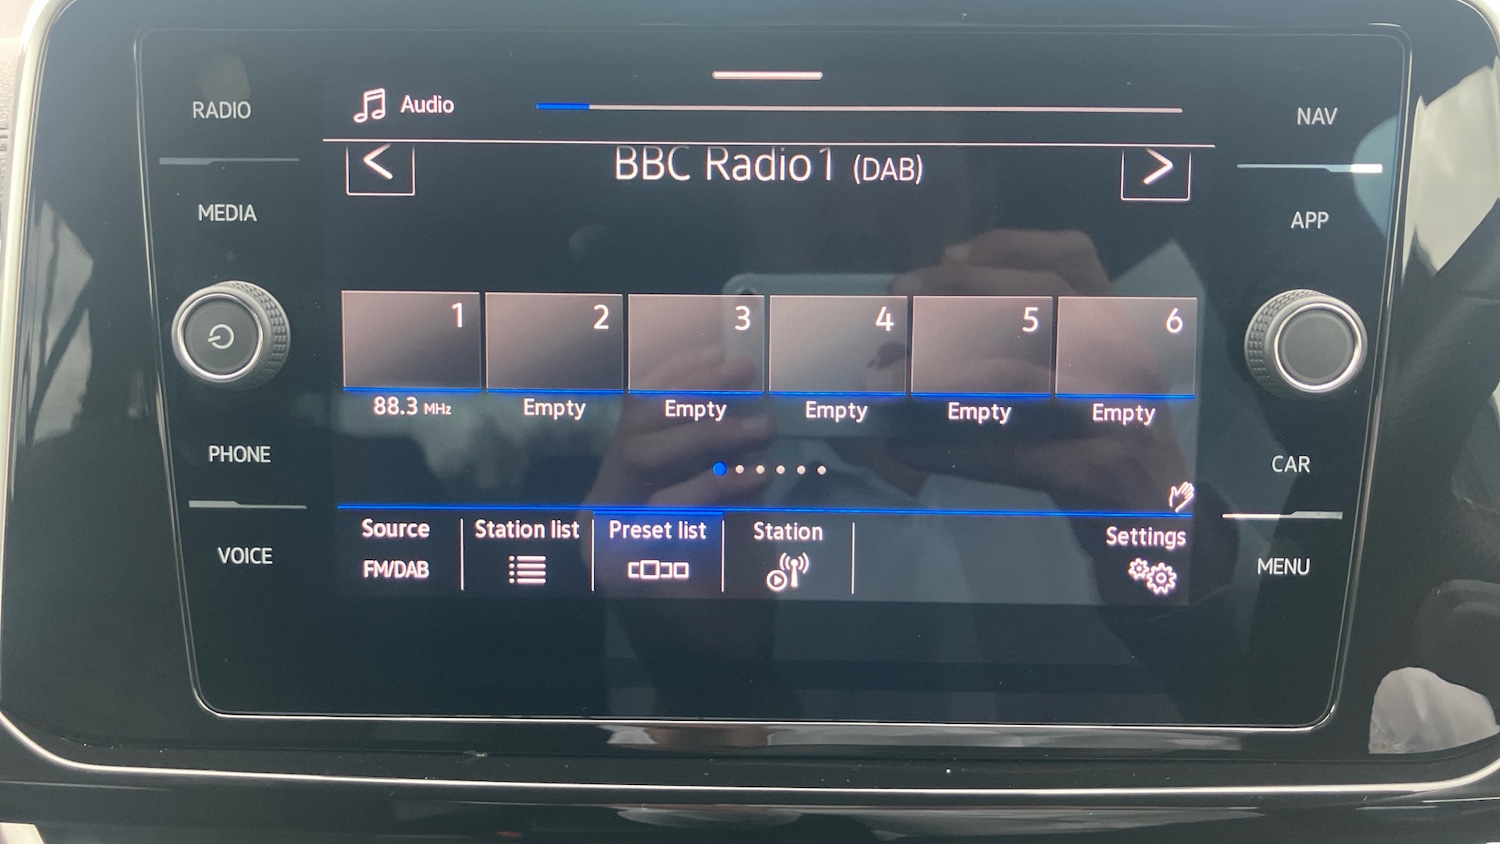 RADIO
MEDIA
PHONE
VOICE
Audio
BBC Radio 1 (DAB)
1
2
3
4
5
6
88.3 MHz
Empty
Empty
Empty
Empty
Empty
Source
FM/DAB
Station list
Preset list
Station
Settings
NAV
APP
CAR
MENU